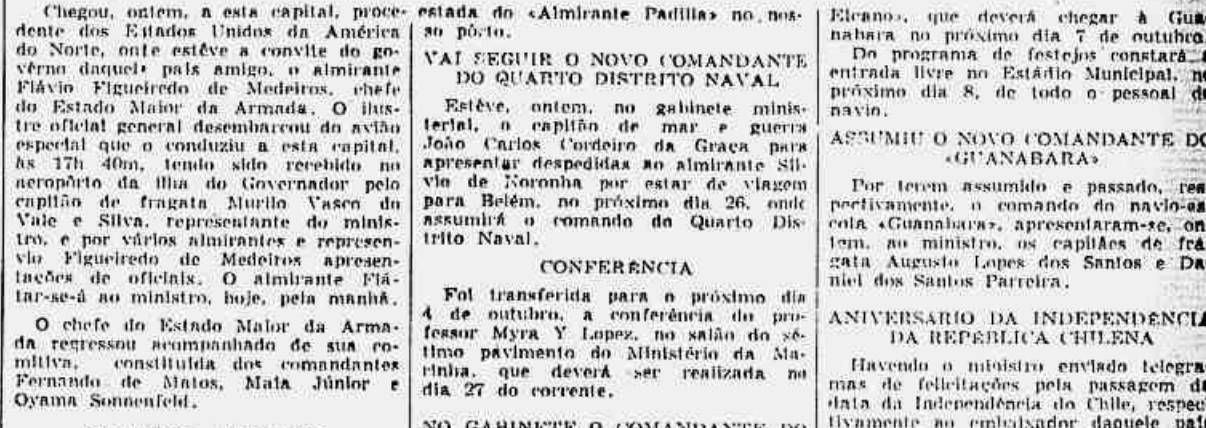 Chegou, ontem, a esta capital, proce-
dente dos Estados Unidos da América
do Norte, onte estêve a convite do go-
vêrno daquele país amigo, o almirante
Flávio Figueiredo de Medeiros, chefe
do Estado Maior da Armada. O ilus-
tre oficial general desembarcou do avião
especial que o conduziu a esta capital,
às 17h 40m, tendo sido recebido no
aeropôrto da ilha do Governador pelo
capitão de fragata Murilo Vasco do
Vale e Silva, representante do minis-
tro, e por vários almirantes e represen-
vio Figueiredo de Medeiros apresen-
tações de oficiais. O almirante Flá-
tar-se-á ao ministro, hoje, pela manhã.
O chefe do Estado Maior da Arma-
da regressou acompanhado de sua co-
mitiva, constituída dos comandantes
Fernando de Matos, Maia Júnior e
Oyama Sonnenfeld.
estada do «Almirante Padilla» no nos-
so pôrto.
VAI SEGUIR O NOVO COMANDANTE
DO QUARTO DISTRITO NAVAL
Estêve, ontem, no gabinete minis-
terial, o capitão de mar e guerra
João Carlos Cordeiro da Graça para
apresentar despedidas ao almirante Síl-
vio de Noronha por estar de viagem
para Belém, no próximo dia 26, onde
assumirá o comando do Quarto Dis-
trito Naval.
CONFERÊNCIA
Foi transferida para o próximo dia
4 de outubro, a conferência do pro-
fessor Myra Y Lopez, no salão do sé-
timo pavimento do Ministério da Ma-
rinha, que deverá ser realizada no
dia 27 do corrente.
NO GABINETE O COMANDANTE DO
Elcano», que deverá chegar à Gua
nabara no próximo dia 7 de outubro.
Do programa de festejos constará a
entrada livre no Estádio Municipal, no
próximo dia 8, de todo o pessoal do
navio.
ASSUMIU O NOVO COMANDANTE DO
«GUANABARA»
Por terem assumido e passado, res
pectivamente, o comando do navio-es
cola «Guanabara», apresentaram-se, on
tem, ao ministro, os capitães de fra
gata Augusto Lopes dos Santos e Da
niel dos Santos Parreira.
ANIVERSARIO DA INDEPENDÊNCIA
DA REPÚBLICA CHILENA
Havendo o ministro enviado telegra
mas de felicitações pela passagem da
data da Independência do Chile, respec
tivamente ao embaixador daquele país